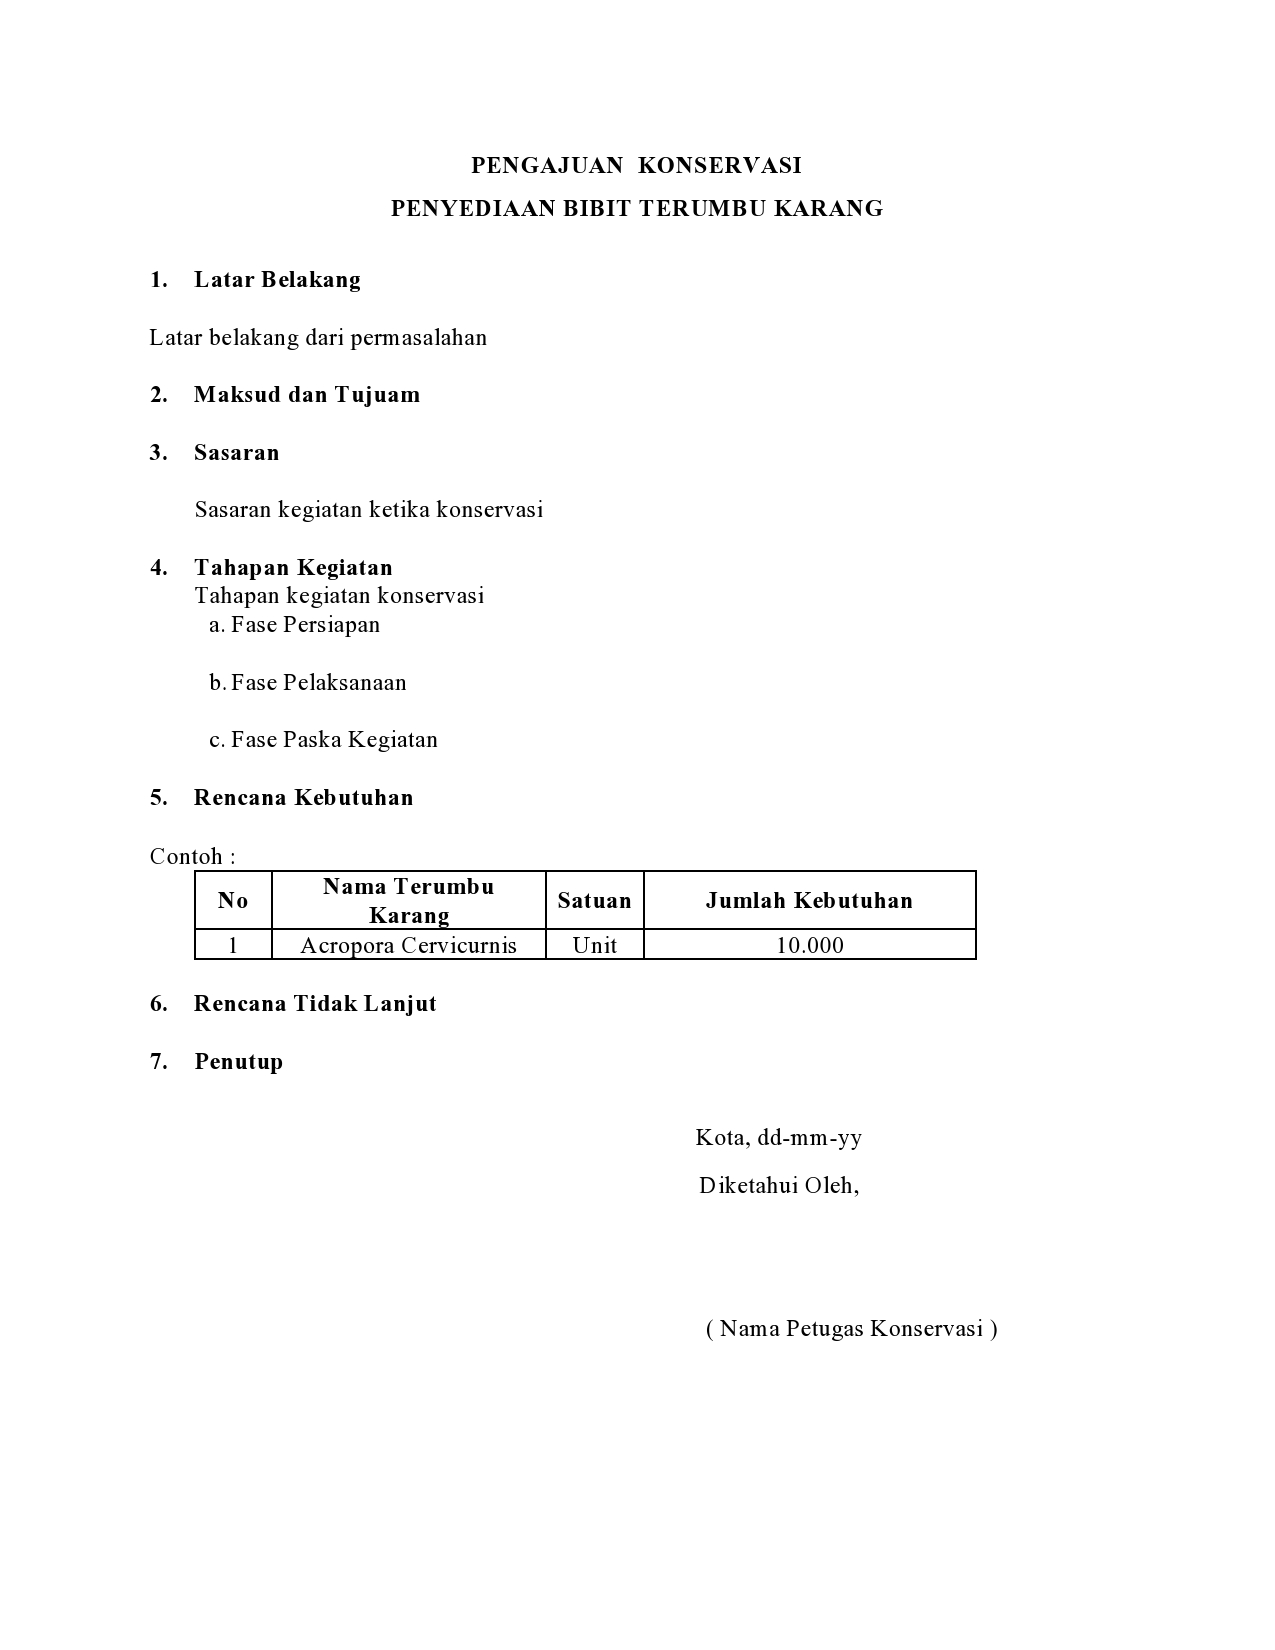 PENGAJUAN KONSERVASI
PENYEDIAAN BIBIT TERUMBU KARANG
1. Latar Belakang
Latar belakang dari permasalahan
2. Maksud dan Tujuam
3. Sasaran
Sasaran kegiatan ketika konservasi
4. Tahapan Kegiatan
Tahapan kegiatan konservasi
a. Fase Persiapan
b. Fase Pelaksanaan
c. Fase Paska Kegiatan
5. Rencana Kebutuhan
Contoh :
No Nama Terumbu Karang Satuan Jumlah Kebutuhan
1 Acropora Cervicurnis Unit 10.000
6. Rencana Tidak Lanjut
7. Penutup
Kota, dd-mm-yy
Diketahui Oleh,
( Nama Petugas Konservasi )